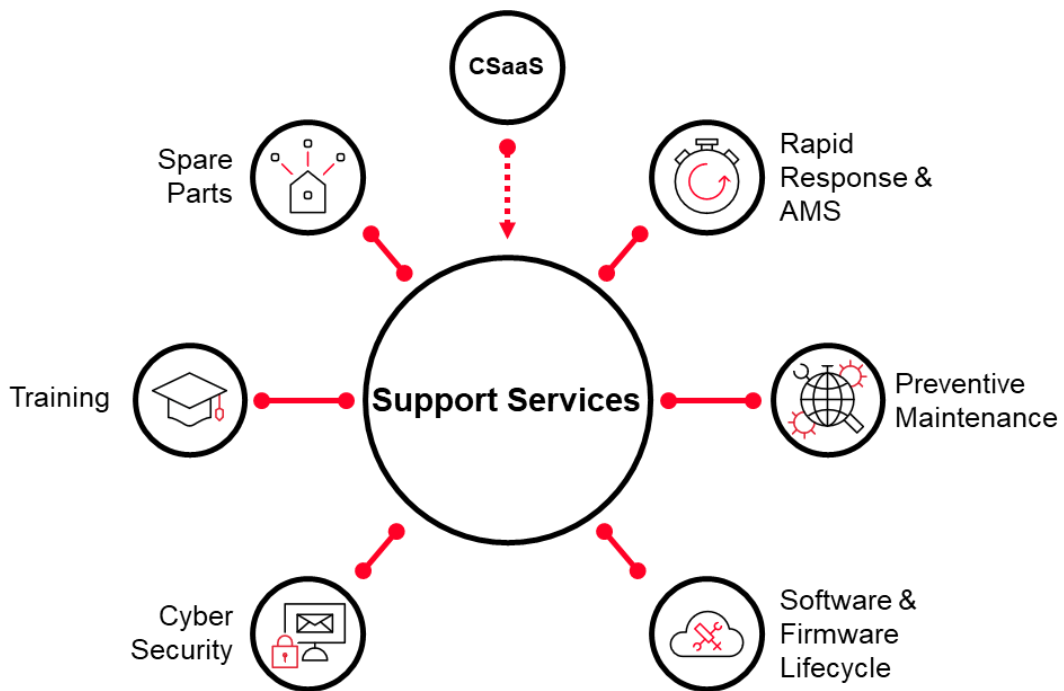 CSaaS
Spare
Parts
Rapid
Response &
AMS
Training
Support Services
Preventive
Maintenance
Cyber
Security
Software &
Firmware
Lifecycle